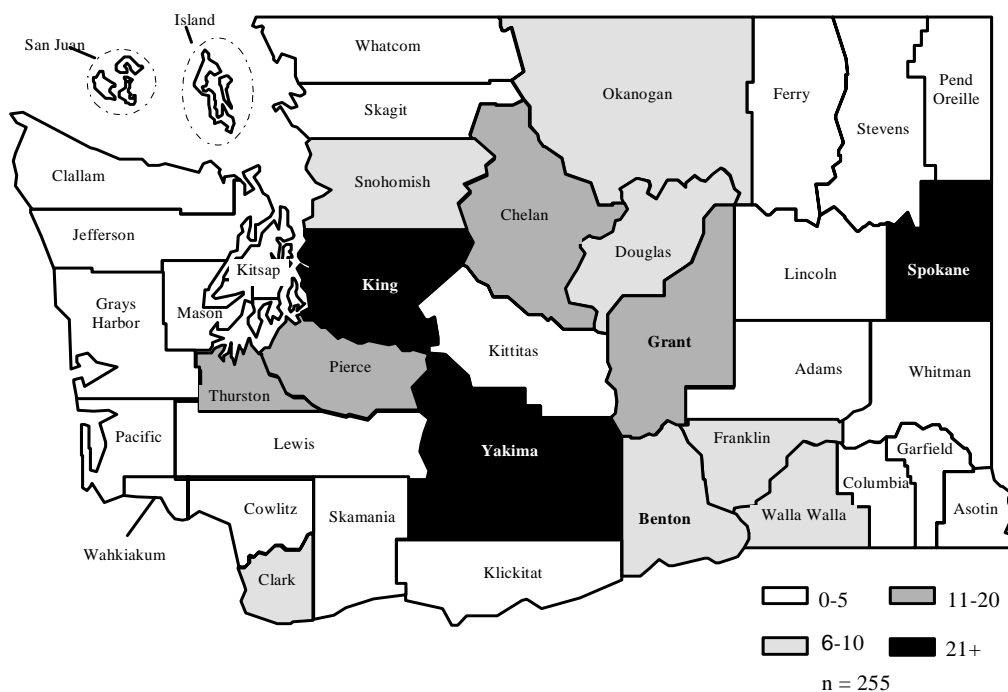 Island
San Juan
Whatcom
Okanogan
Ferry
Pend
Oreille
Skagit
Stevens
Clallam
Snohomish
Chelan
Jefferson
Douglas
Kitsap
King
Lincoln
Spokane
Grays
Harbor
Mason
Kittitas
Grant
Pierce
Adams
Whitman
Thurston
Pacific
Lewis
Yakima
Franklin
Garfield
Columbia
Cowlitz
Skamania
Benton
Walla Walla
Asotin
Wahkiakum
Clark
Klickitat
0-5
11-20
6-10
21+
n = 255